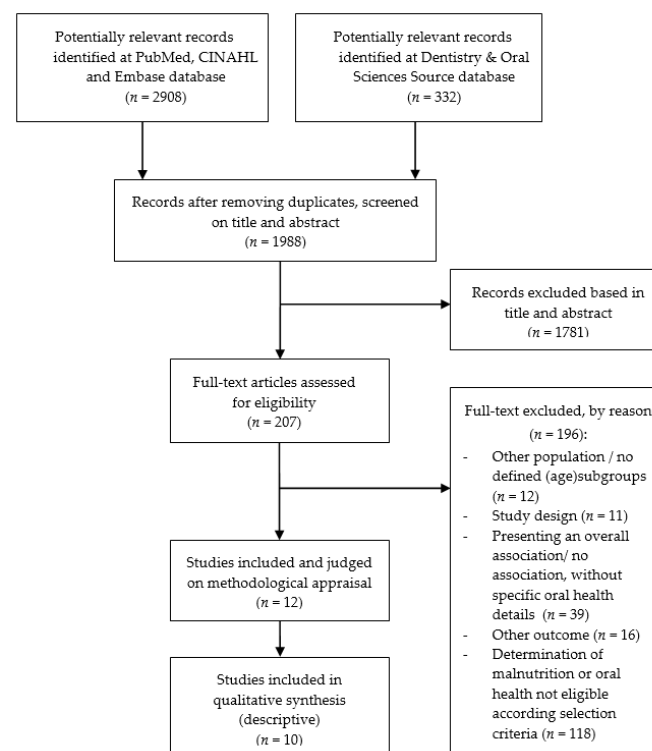 Potentially relevant records
identified at PubMed, CINAHL
and Embase database
(n = 2908)
Potentially relevant records
identified at Dentistry & Oral
Sciences Source database
(n = 332)
Records after removing duplicates, screened
on title and abstract
(n = 1988)
Records excluded based in
title and abstract
(n = 1781)
Full-text articles assessed
for eligibility
(n = 207)
Full-text excluded, by reason
(n = 196):
- Other population / no
defined (age)subgroups
(n = 12)
- Study design (n = 11)
- Presenting an overall
association/ no
association, without
specific oral health
details (n = 39)
- Other outcome (n = 16)
- Determination of
malnutrition or oral
health not eligible
according selection
criteria (n = 118)
Studies included and judged
on methodological appraisal
(n = 12)
Studies included in
qualitative synthesis
(descriptive)
(n = 10)